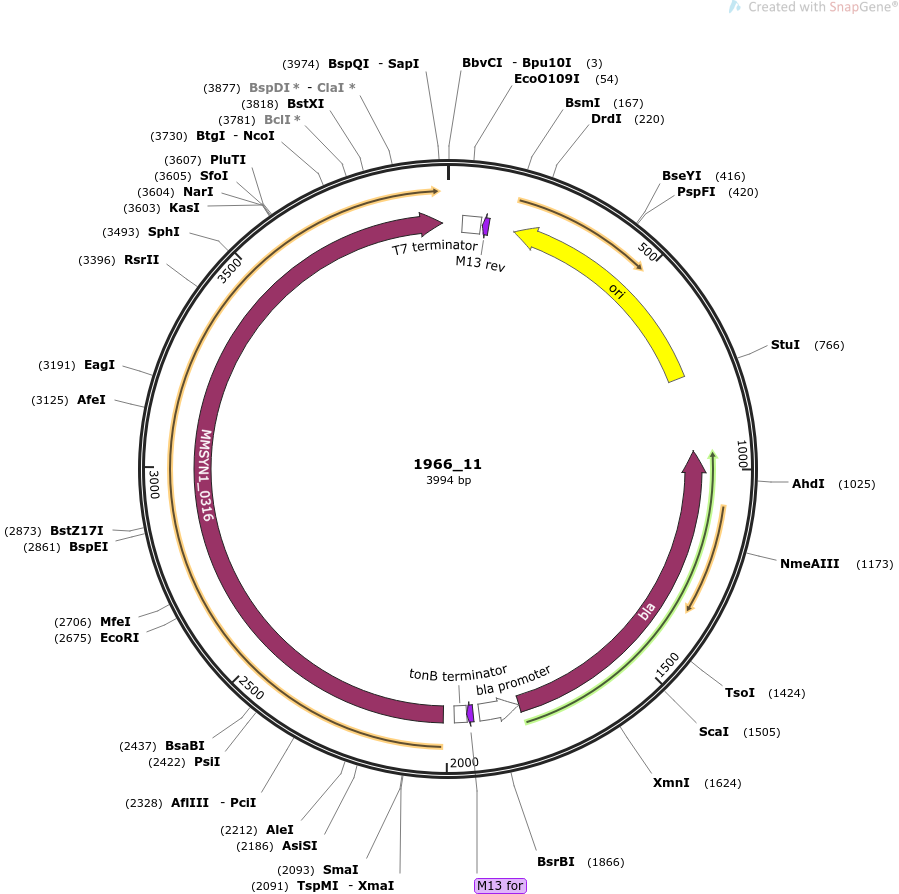 Created with SnapGene®
(3974) BspQI - SapI
BbvCI - Bpu10I (3)
(3877) BspDI * - ClaI *
EcoO109I (54)
(3818) BstXI
BsmI (167)
(3781) BclI *
DrdI (220)
(3730) BtgI - NcoI
(3607) PluTI
(3605) SfoI
BseYI (416)
(3604) NarI
PspFI (420)
(3603) KasI
(3493) SphI
T7 terminator
500
(3396) RsrII
M13 rev
3500
ori
StuI (766)
(3191) EagI
(3125) AfeI
1000
1966_11
3994 bp
MMSYN1_0316
3000
AhdI (1025)
(2873) BstZ17I
(2861) BspEI
NmeAIII (1173)
(2706) MfeI
bla
(2675) EcoRI
tonB terminator
bla promoter
1500
2500
TsoI (1424)
ScaI (1505)
(2437) BsaBI
(2422) PsiI
2000
XmnI (1624)
(2328) AflIII - PciI
(2212) AleI
(2186) AsiSI
BsrBI (1866)
(2093) SmaI
(2091) TspMI - XmaI
M13 for